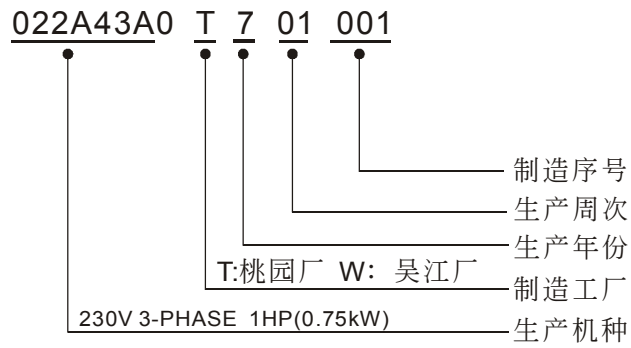 022A43A0 T 7 01 001
制造序号
生产周次
生产年份
T:桃园厂 W：吴江厂
制造工厂
230V 3-PHASE 1HP(0.75kW)
生产机种